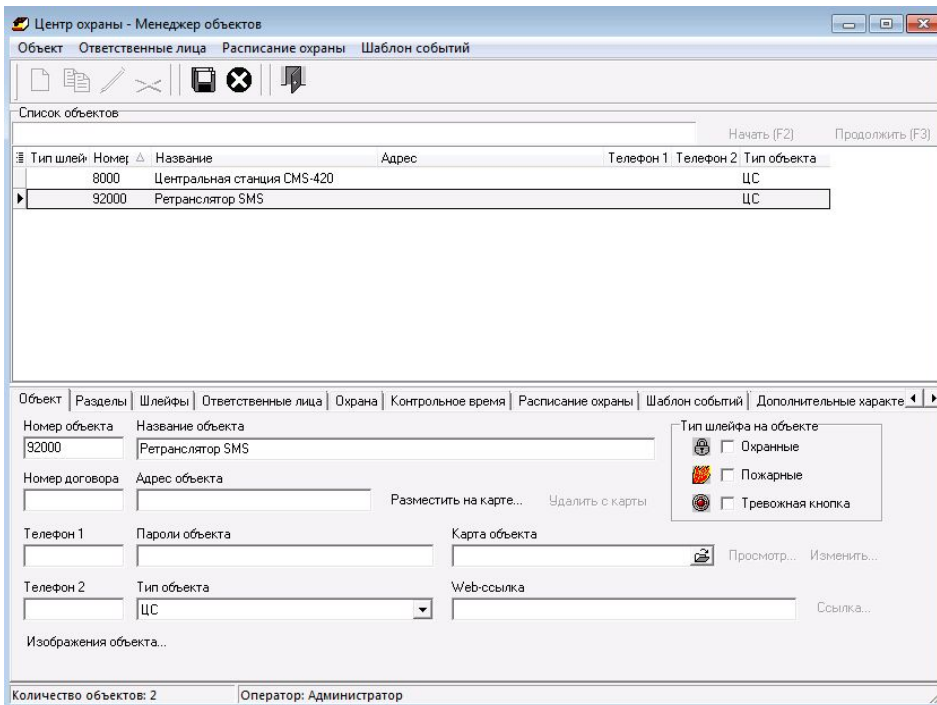 Центр охраны - Менеджер объектов
Объект Ответственные лица Расписание охраны Шаблон событий
Список объектов
Начать (F2) Продолжить (F3)
Тип шлей Номер Название Адрес Телефон 1 Телефон 2 Тип объекта
8000 Центральная станция CMS-420 ЦС
92000 Ретранслятор SMS ЦС
Объект Разделы Шлейфы Ответственные лица Охрана Контрольное время Расписание охраны Шаблон событий Дополнительные характе
Номер объекта Название объекта Тип шлейфа на объекте
92000 Ретранслятор SMS Охранные
Номер договора Адрес объекта Пожарные
Разместить на карте... Удалить с карты Тревожная кнопка
Телефон 1 Пароли объекта Карта объекта
Просмотр... Изменить...
Телефон 2 Тип объекта Web-ссылка
ЦС Ссылка...
Изображения объекта...
Количество объектов: 2 Оператор: Администратор